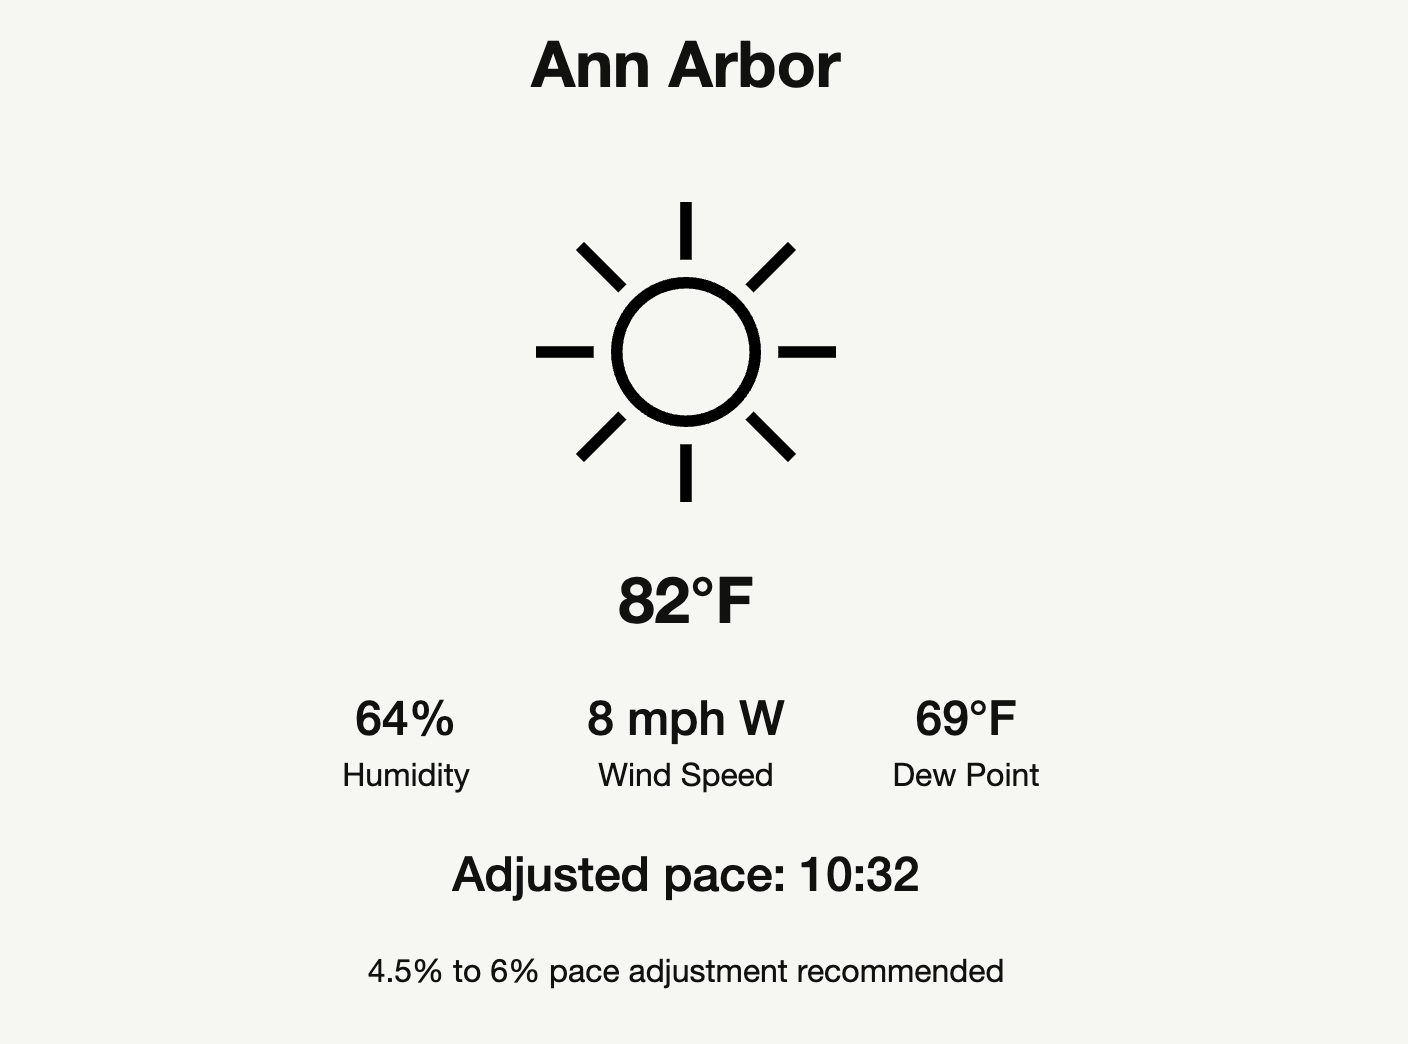 Ann Arbor
82°F
64%
Humidity
8 mph W
Wind Speed
69°F
Dew Point
Adjusted pace: 10:32
4.5% to 6% pace adjustment recommended